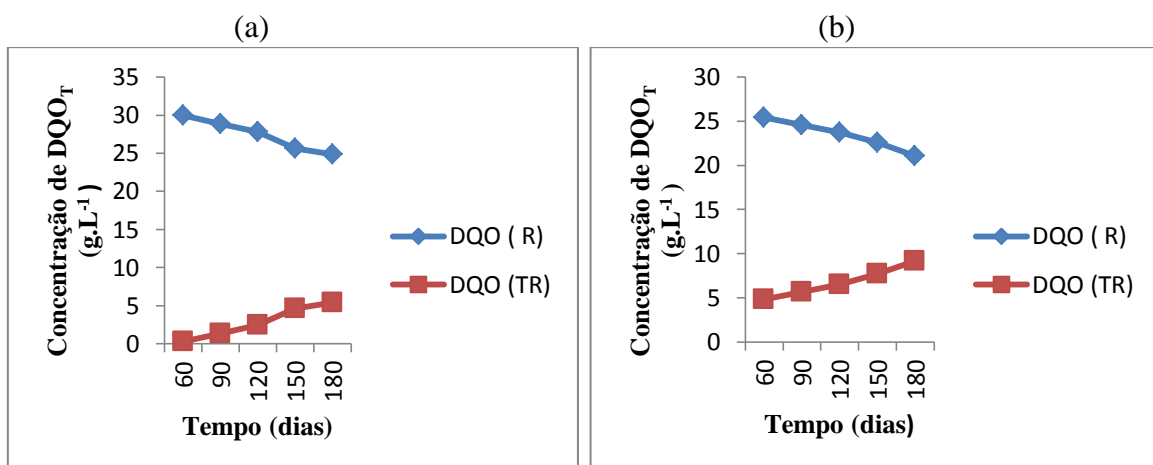 (a)
Concentração de DQO_T
(g.L⁻¹)
35
30
25
20
15
10
5
0
60
90
120
150
180
Tempo (dias)
DQO ( R)
DQO (TR)
(b)
Concentração de DQO_T
(g.L⁻¹ )
30
25
20
15
10
5
0
60
90
120
150
180
Tempo (dias)
DQO ( R)
DQO (TR)